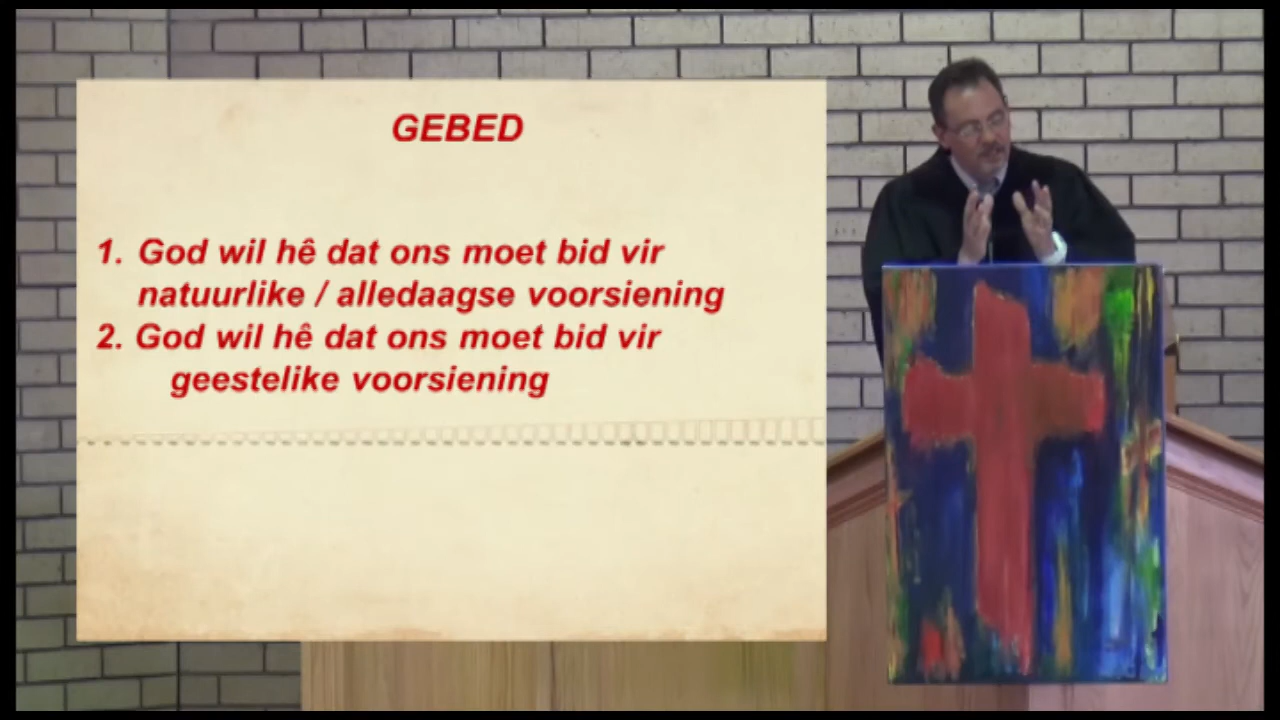 GEBED
1. God wil hê dat ons moet bid vir
natuurlike / alledaagse voorsiening
2. God wil hê dat ons moet bid vir
geestelike voorsiening